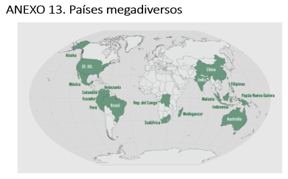 ANEXO 13. Países megadiversos
Alaska
EE. UU.
México
Venezuela
Colombia
Ecuador
Perú
Brasil
Rep. del Congo
Sudáfrica
Madagascar
China
India
Filipinas
Malasia
Indonesia
Papúa Nueva Guinea
Australia